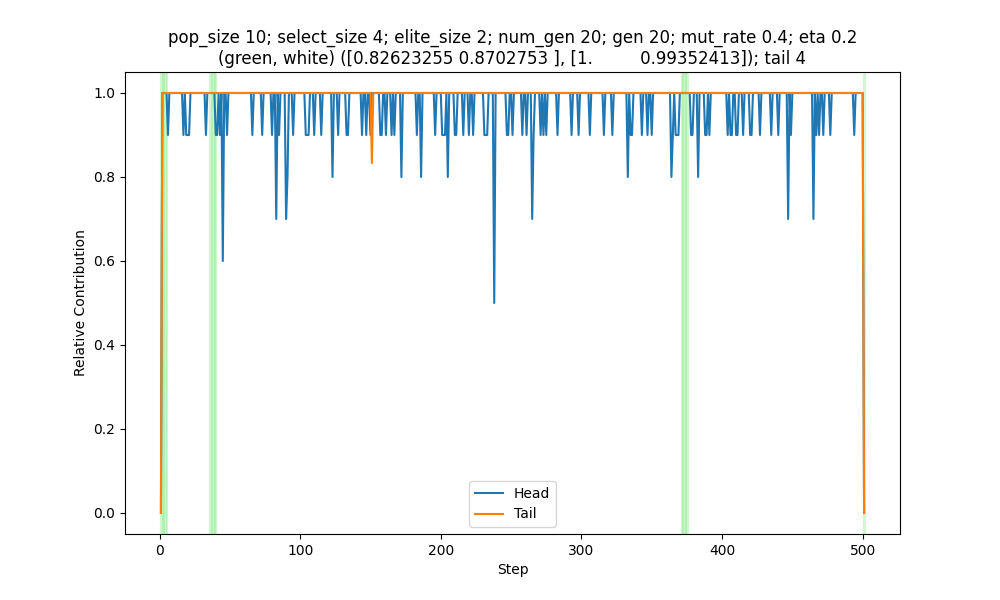 pop_size 10; select_size 4; elite_size 2; num_gen 20; gen 20; mut_rate 0.4; eta 0.2
(green, white) ([0.82623255 0.8702753 ], [1.         0.99352413]); tail 4
1.0
0.8
0.6
0.4
0.2
0.0
Relative Contribution
Head
Tail
0
100
200
300
400
500
Step